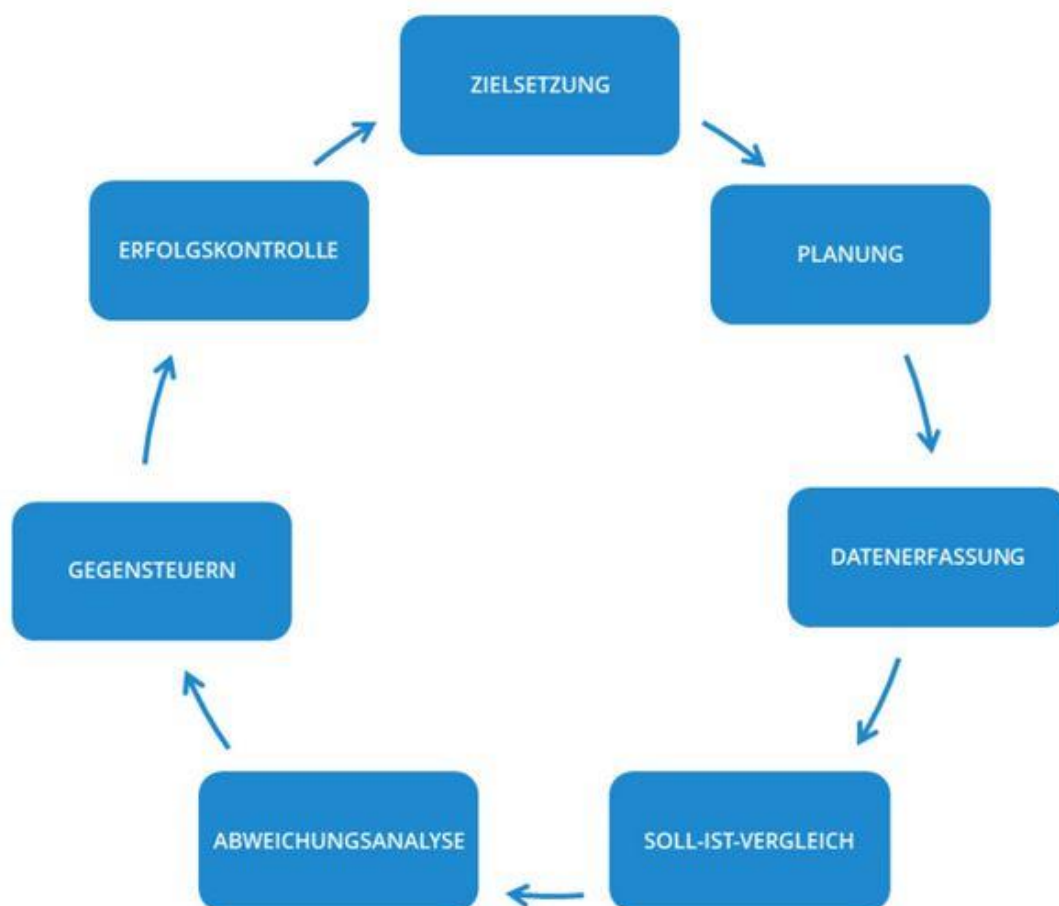 ZIELSETZUNG
PLANUNG
DATENERFASSUNG
SOLL-IST-VERGLEICH
ABWEICHUNGSANALYSE
GEGENSTEUERN
ERFOLGSKONTROLLE